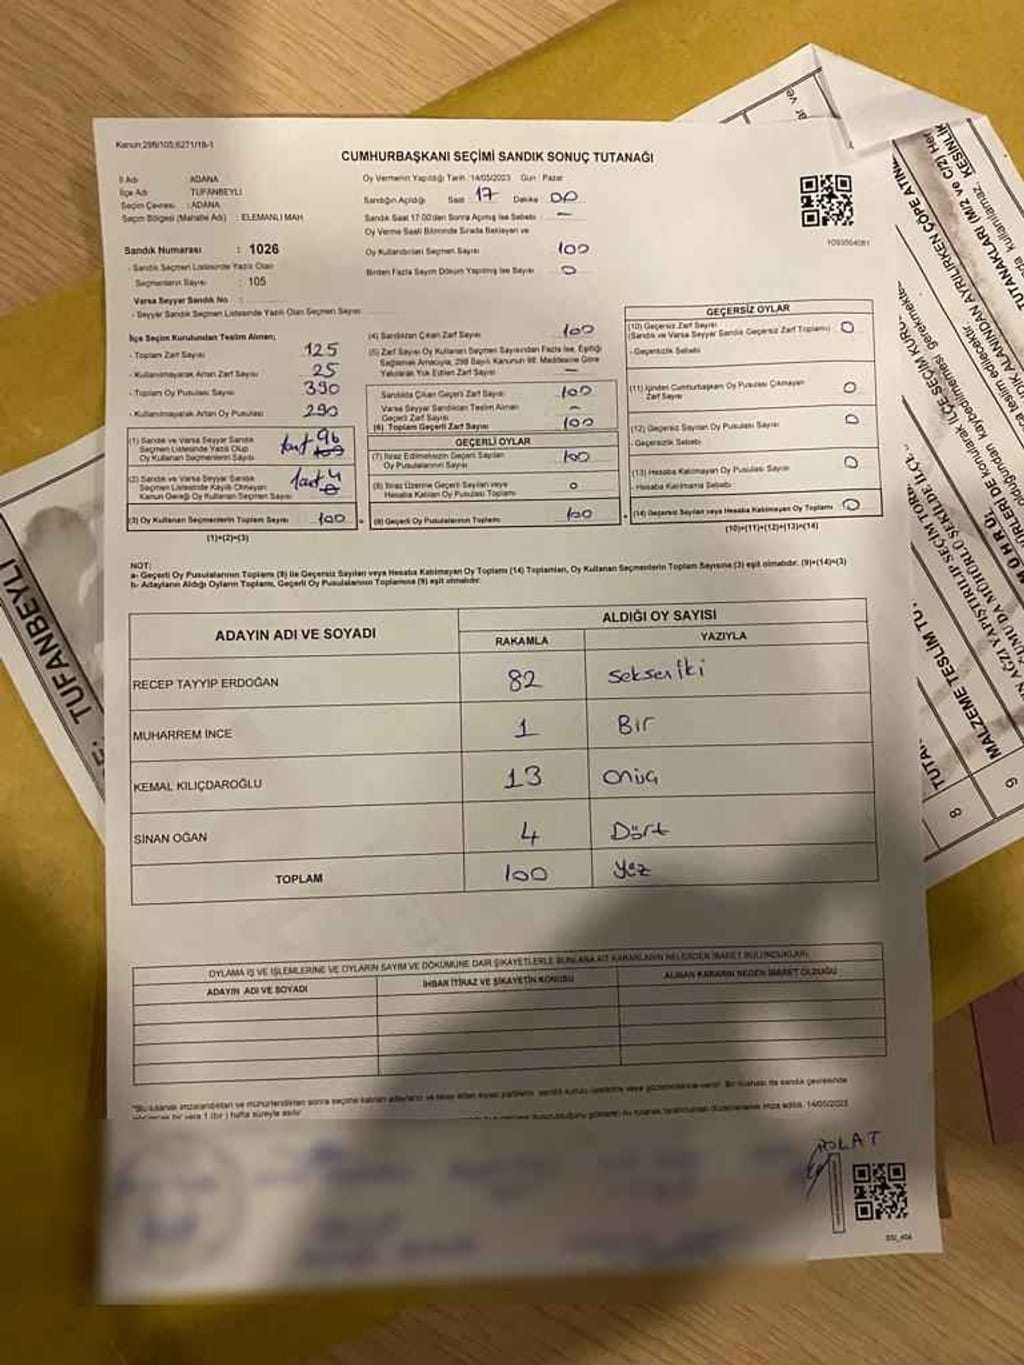 Kanun:298/105,6271/18-1
CUMHURBAŞKANI SEÇİMİ SANDIK SONUÇ TUTANAĞI
İl Adı : ADANA
İlçe Adı : TUFANBEYLİ
Seçim Çevresi : ADANA
Seçim Bölgesi (Mahalle Adı) : ELEMANLI MAH
Oy Vermenin Yapıldığı Tarih :14/05/2023 Gün : Pazar
Sandığın Açıldığı Saat 17 Dakika 00
Sandık Saat 17:00'den Sonra Açılmış İse Sebebi —
Oy Verme Saati Bitiminde Sırada Bekleyen ve
Oy Kullandırılan Seçmen Sayısı 100
Birden Fazla Sayım Döküm Yapılmış İse Sayısı 0
Sandık Numarası : 1026
- Sandık Seçmen Listesinde Yazılı Olan
Seçmenlerin Sayısı : 105
Varsa Seyyar Sandık No :
- Seyyar Sandık Seçmen Listesinde Yazılı Olan Seçmen Sayısı
İlçe Seçim Kurulundan Teslim Alınan;
- Toplam Zarf Sayısı 125
- Kullanılmayarak Artan Zarf Sayısı 25
- Toplam Oy Pusulası Sayısı 390
- Kullanılmayarak Artan Oy Pusulası 290
(1) Sandık ve Varsa Seyyar Sandık
Seçmen Listesinde Yazılı Olup
Oy Kullanan Seçmenlerin Sayısı 96
(2) Sandık ve Varsa Seyyar Sandık
Seçmen Listesinde Kayıtlı Olmayan
Kanun Gereği Oy Kullanan Seçmen Sayısı 4
(3) Oy Kullanan Seçmenlerin Toplam Sayısı 100
(1)+(2)=(3)
(4) Sandıktan Çıkan Zarf Sayısı 100
(5) Zarf Sayısı Oy Kullanan Seçmen Sayısından Fazla İse, Eşitliği
Sağlamak Amacıyla, 298 Sayılı Kanunun 98. Maddesine Göre
Yakılarak Yok Edilen Zarf Sayısı —
Sandıkta Çıkan Geçerli Zarf Sayısı 100
Varsa Seyyar Sandıktan Teslim Alınan
Geçerli Zarf Sayısı —
(6) Toplam Geçerli Zarf Sayısı 100
GEÇERLİ OYLAR
(7) İtiraz Edilmeksizin Geçerli Sayılan
Oy Pusulalarının Sayısı 100
(8) İtiraz Üzerine Geçerli Sayılan veya
Hesaba Katılan Oy Pusulası Toplamı 0
(9) Geçerli Oy Pusulalarının Toplamı 100
1093554081
GEÇERSİZ OYLAR
(10) Geçersiz Zarf Sayısı
(Sandık ve Varsa Seyyar Sandık Geçersiz Zarf Toplamı) 0
- Geçersizlik Sebebi
(11) İçinden Cumhurbaşkanı Oy Pusulası Çıkmayan
Zarf Sayısı 0
(12) Geçersiz Sayılan Oy Pusulası Sayısı 0
- Geçersizlik Sebebi
(13) Hesaba Katılmayan Oy Pusulası Sayısı 0
- Hesaba Katılmama Sebebi
(14) Geçersiz Sayılan veya Hesaba Katılmayan Oy Toplamı 0
(10)+(11)+(12)+(13)=(14)
NOT:
a- Geçerli Oy Pusulalarının Toplamı (9) ile Geçersiz Sayılan veya Hesaba Katılmayan Oy Toplamı (14) Toplamları, Oy Kullanan Seçmenlerin Toplam Sayısına (3) eşit olmalıdır. (9)+(14)=(3)
b- Adayların Aldığı Oyların Toplamı, Geçerli Oy Pusulalarının Toplamına (9) eşit olmalıdır.
ADAYIN ADI VE SOYADI
ALDIĞI OY SAYISI
RAKAMLA YAZIYLA
RECEP TAYYİP ERDOĞAN 82 Sekseniki
MUHARREM İNCE 1 Bir
KEMAL KILIÇDAROĞLU 13 Onüç
SİNAN OĞAN 4 Dört
TOPLAM 100 Yüz
OYLAMA İŞ VE İŞLEMLERİNE VE OYLARIN SAYIM VE DÖKÜMÜNE DAİR ŞİKAYETLERLE BUNLARA AİT KARARLARIN NELERDEN İBARET BULUNDUKLARI
ADAYIN ADI VE SOYADI İHBAR İTİRAZ VE ŞİKAYETİN KONUSU ALINAN KARARIN NEDEN İBARET OLDUĞU
14/05/2023
POLAT
TUFANBEYLİ
8
9